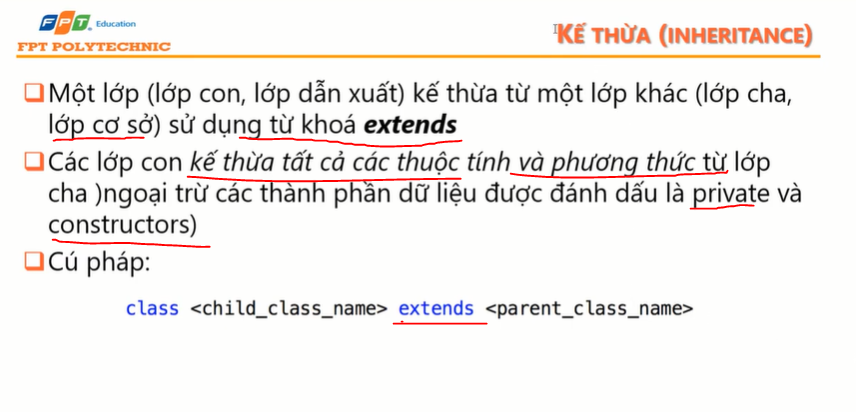 FPT Education
FPT POLYTECHNIC
KẾ THỪA (INHERITANCE)
Một lớp (lớp con, lớp dẫn xuất) kế thừa từ một lớp khác (lớp cha,
lớp cơ sở) sử dụng từ khoá extends
Các lớp con kế thừa tất cả các thuộc tính và phương thức từ lớp
cha )ngoại trừ các thành phần dữ liệu được đánh dấu là private và
constructors)
Cú pháp:
class <child_class_name> extends <parent_class_name>